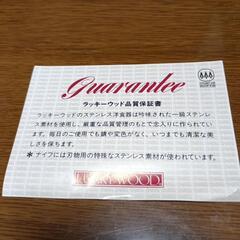 Guarantee
ラッキーウッド品質保証書
ラッキーウッドのステンレス洋食器は吟味された一級ステン
レス素材を使用し、厳重な品質管理のもとで念入りに作られてい
ます。毎日のご使用でも錆や変形がなく、いつまでも清潔な美
しさを保ちます。
＊ナイフには刃物用の特殊なステンレス素材が使われています。
LUCKYWOOD